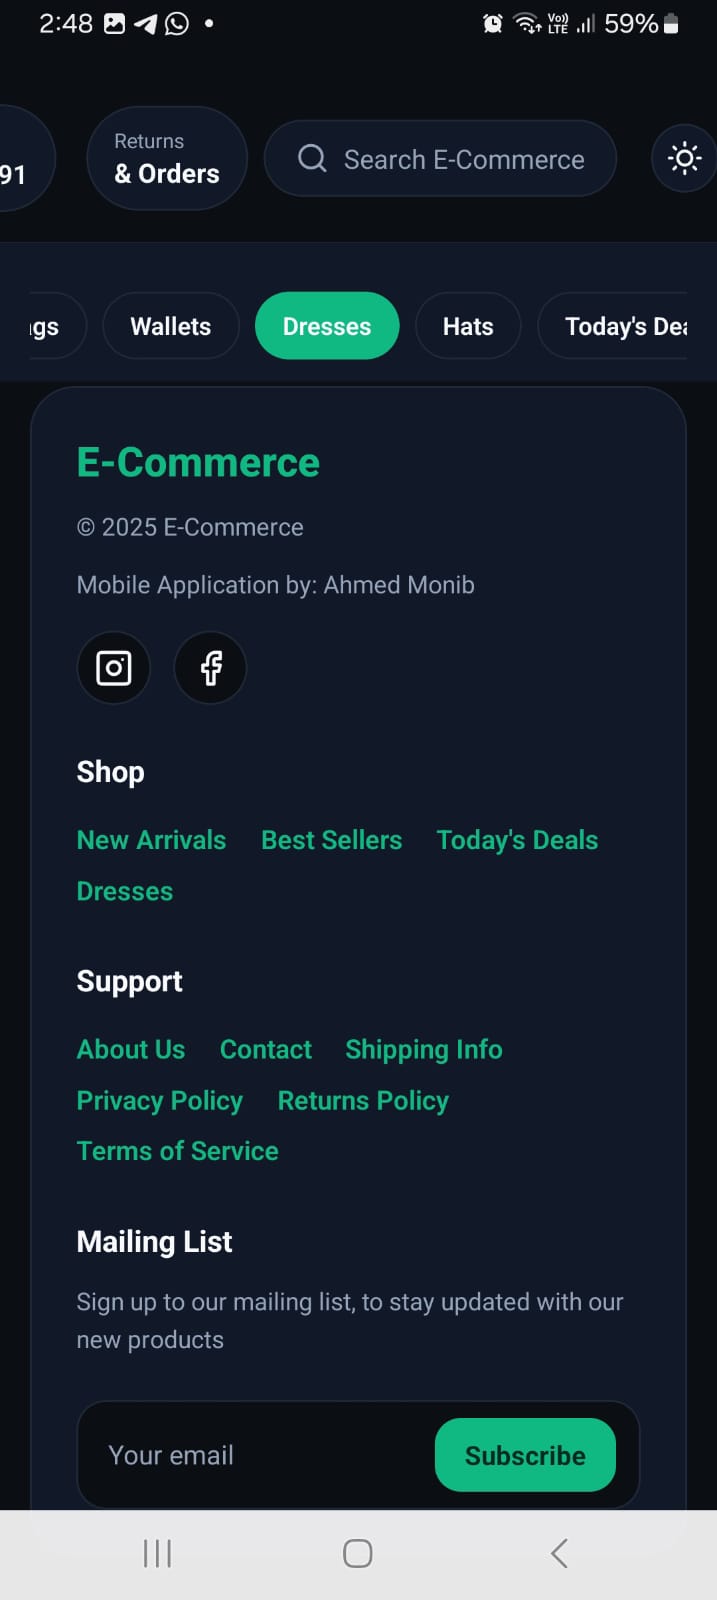 2:48
Vo)) LTE 59%
91
Returns
& Orders
Search E-Commerce
gs
Wallets
Dresses
Hats
Today's Dea
E-Commerce
© 2025 E-Commerce
Mobile Application by: Ahmed Monib
Shop
New Arrivals Best Sellers Today's Deals
Dresses
Support
About Us Contact Shipping Info
Privacy Policy Returns Policy
Terms of Service
Mailing List
Sign up to our mailing list, to stay updated with our
new products
Your email
Subscribe